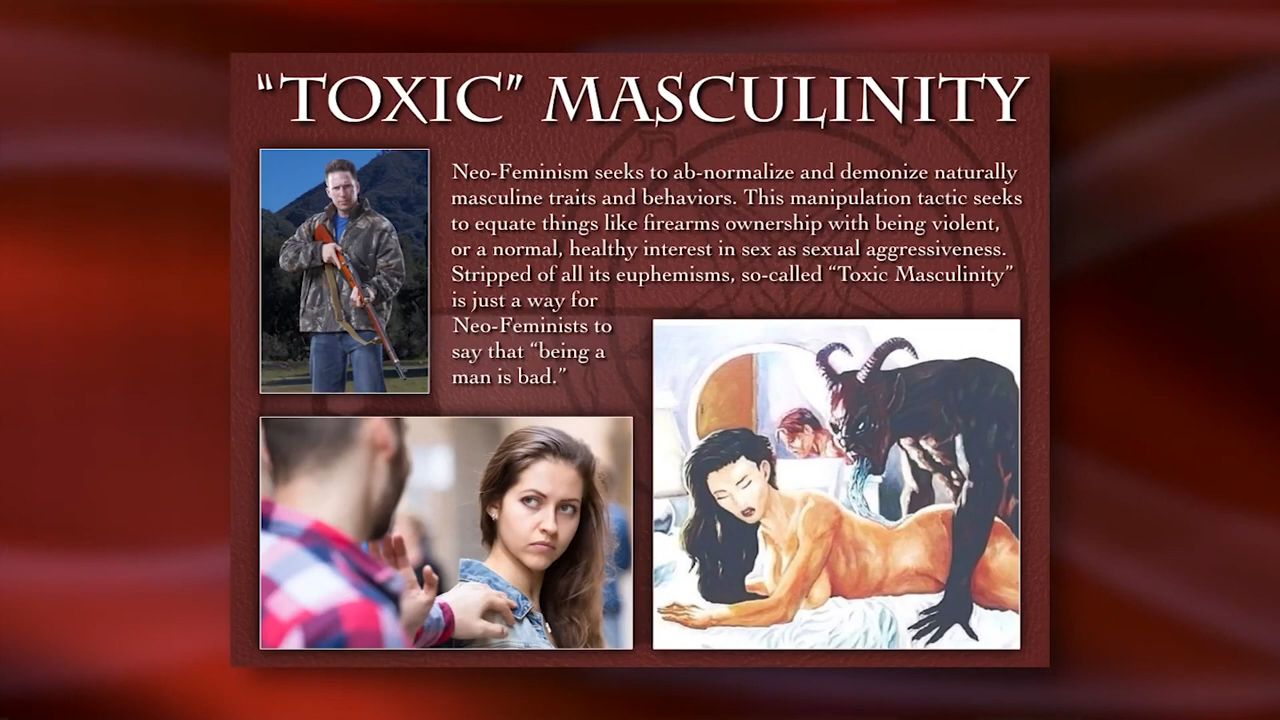 “TOXIC” MASCULINITY
Neo-Feminism seeks to ab-normalize and demonize naturally
masculine traits and behaviors. This manipulation tactic seeks
to equate things like firearms ownership with being violent,
or a normal, healthy interest in sex as sexual aggressiveness.
Stripped of all its euphemisms, so-called “Toxic Masculinity”
is just a way for
Neo-Feminists to
say that “being a
man is bad.”